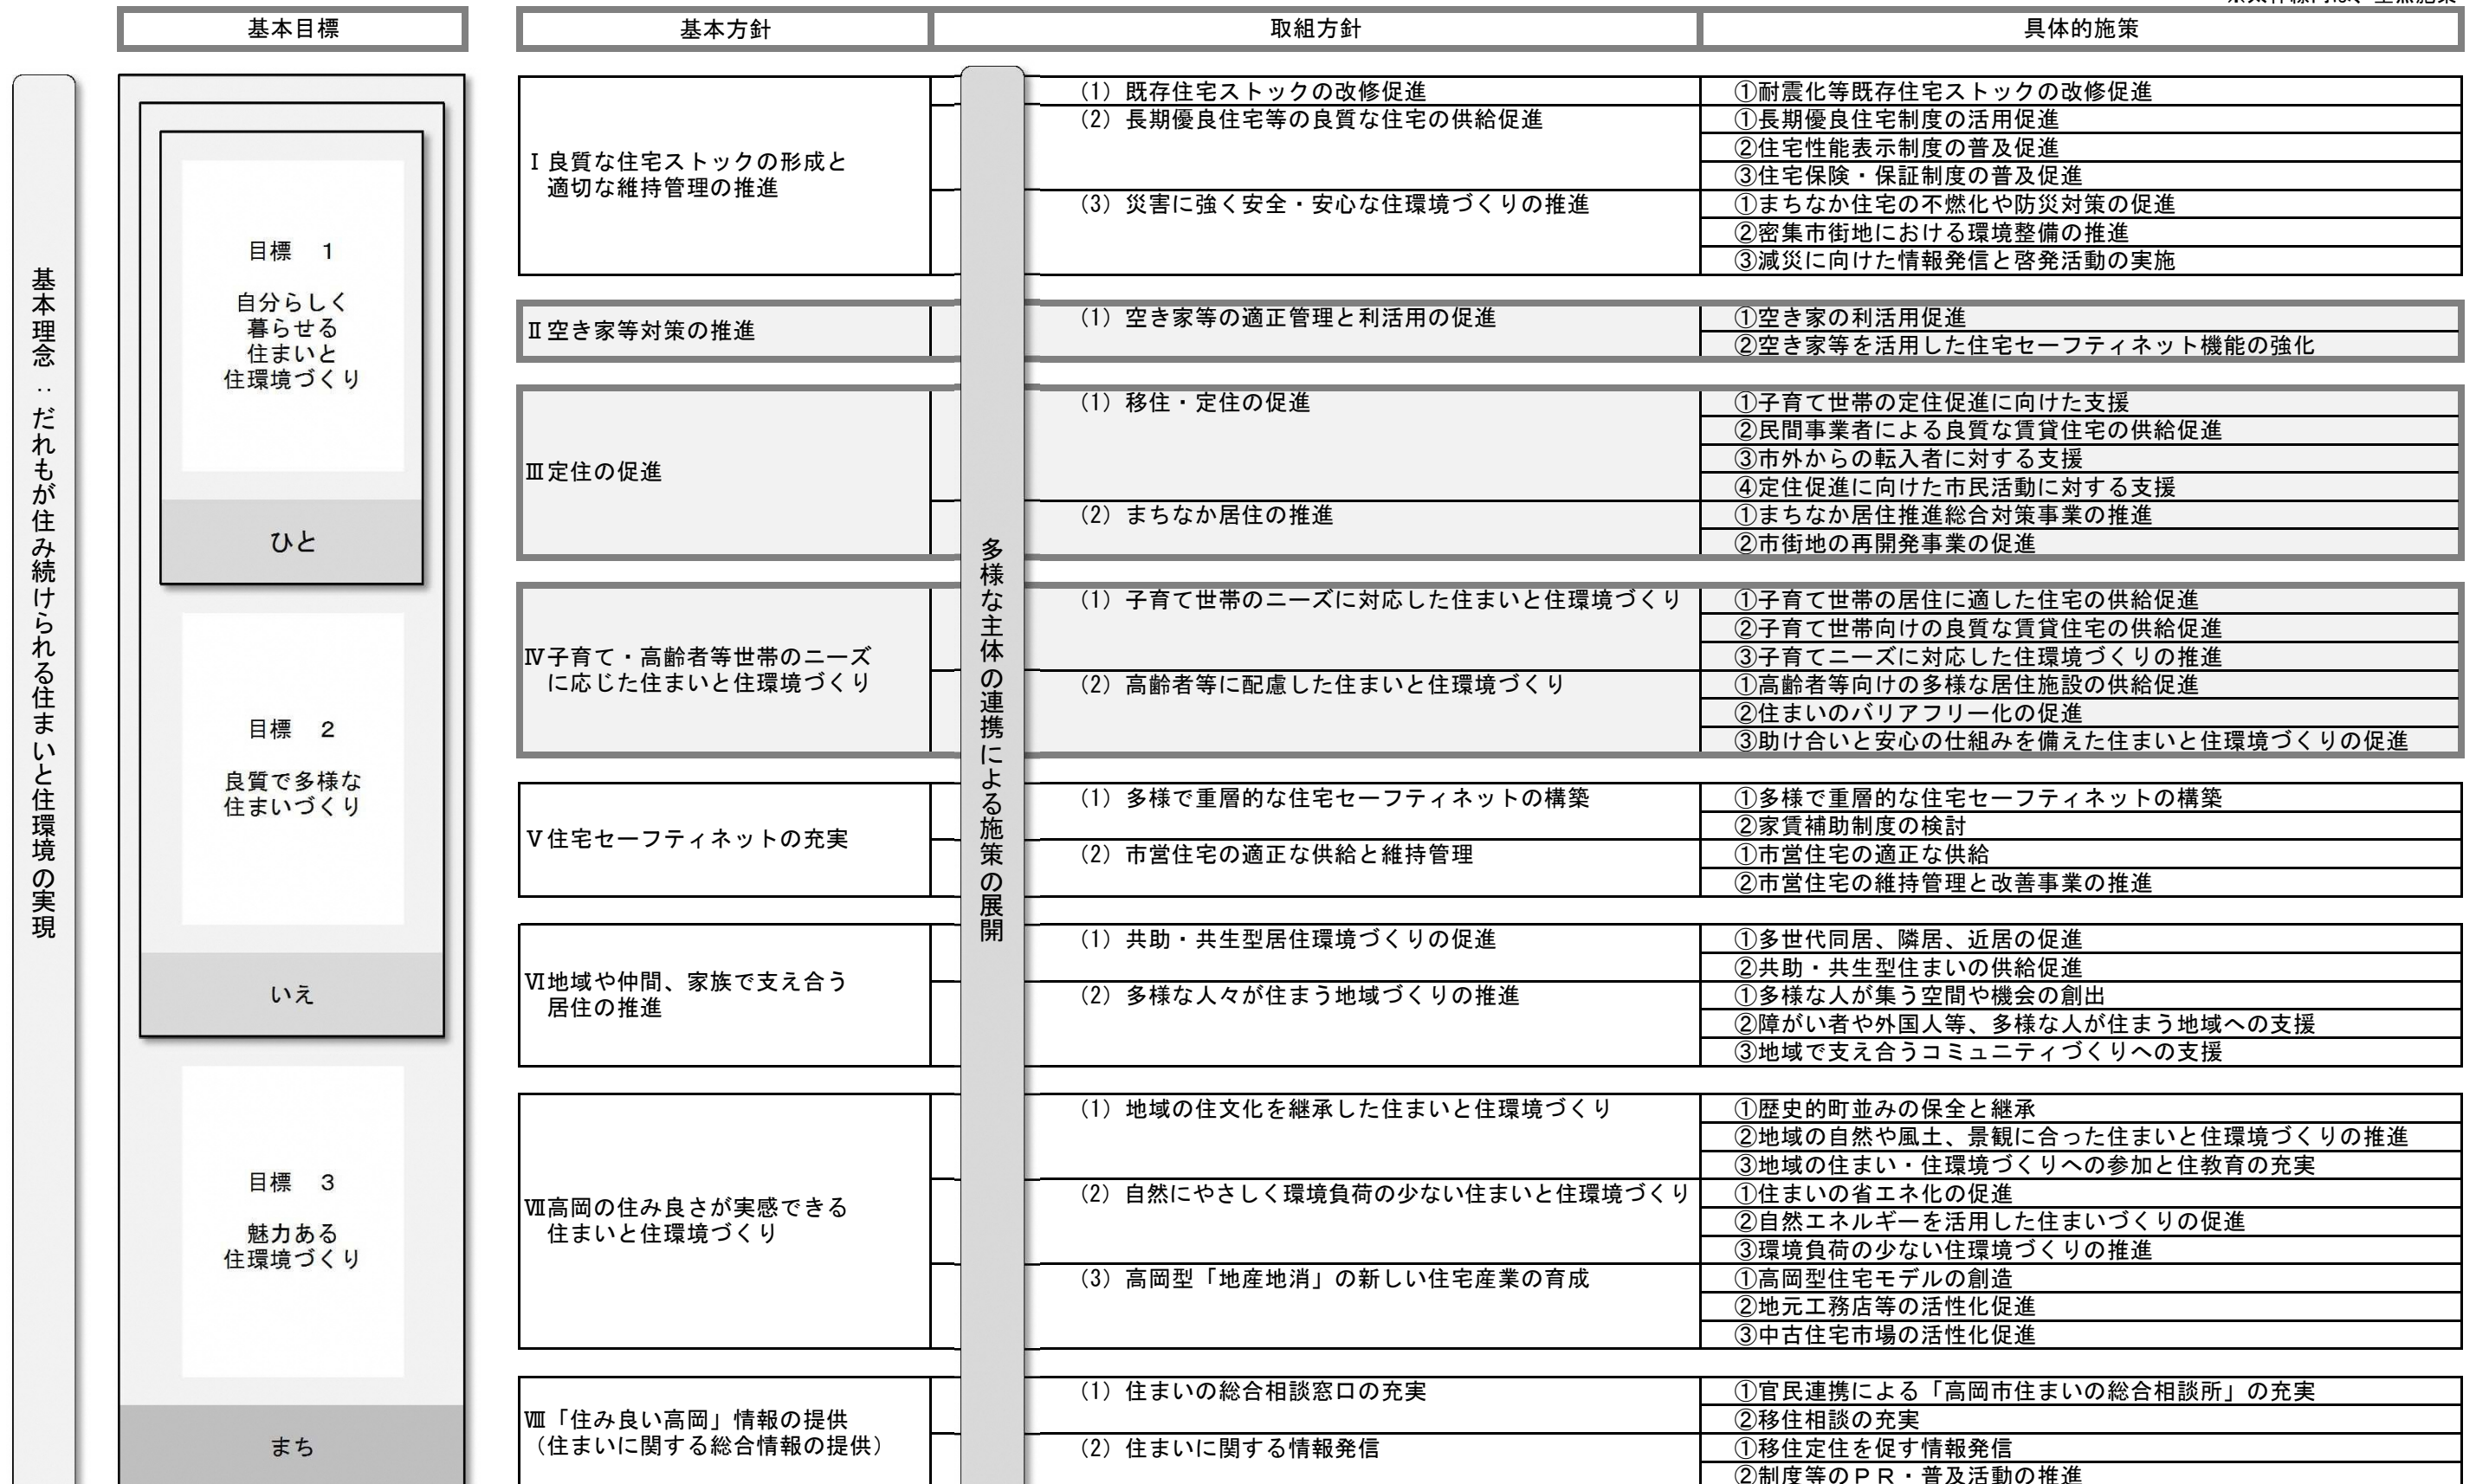 基本目標
基本方針
取組方針
具体的施策
基本理念：だれもが住み続けられる住まいと住環境の実現
目標　1
自分らしく
暮らせる
住まいと
住環境づくり
ひと
目標　2
良質で多様な
住まいづくり
いえ
目標　3
魅力ある
住環境づくり
まち
多様な主体の連携による施策の展開
Ⅰ良質な住宅ストックの形成と
適切な維持管理の推進
(1) 既存住宅ストックの改修促進
①耐震化等既存住宅ストックの改修促進
(2) 長期優良住宅等の良質な住宅の供給促進
①長期優良住宅制度の活用促進
②住宅性能表示制度の普及促進
③住宅保険・保証制度の普及促進
(3) 災害に強く安全・安心な住環境づくりの推進
①まちなか住宅の不燃化や防災対策の促進
②密集市街地における環境整備の推進
③減災に向けた情報発信と啓発活動の実施
Ⅱ空き家等対策の推進
(1) 空き家等の適正管理と利活用の促進
①空き家の利活用促進
②空き家等を活用した住宅セーフティネット機能の強化
Ⅲ定住の促進
(1) 移住・定住の促進
①子育て世帯の定住促進に向けた支援
②民間事業者による良質な賃貸住宅の供給促進
③市外からの転入者に対する支援
④定住促進に向けた市民活動に対する支援
(2) まちなか居住の推進
①まちなか居住推進総合対策事業の推進
②市街地の再開発事業の促進
Ⅳ子育て・高齢者等世帯のニーズ
に応じた住まいと住環境づくり
(1) 子育て世帯のニーズに対応した住まいと住環境づくり
①子育て世帯の居住に適した住宅の供給促進
②子育て世帯向けの良質な賃貸住宅の供給促進
③子育てニーズに対応した住環境づくりの推進
(2) 高齢者等に配慮した住まいと住環境づくり
①高齢者等向けの多様な居住施設の供給促進
②住まいのバリアフリー化の促進
③助け合いと安心の仕組みを備えた住まいと住環境づくりの促進
Ⅴ住宅セーフティネットの充実
(1) 多様で重層的な住宅セーフティネットの構築
①多様で重層的な住宅セーフティネットの構築
②家賃補助制度の検討
(2) 市営住宅の適正な供給と維持管理
①市営住宅の適正な供給
②市営住宅の維持管理と改善事業の推進
Ⅵ地域や仲間、家族で支え合う
居住の推進
(1) 共助・共生型居住環境づくりの促進
①多世代同居、隣居、近居の促進
②共助・共生型住まいの供給促進
(2) 多様な人々が住まう地域づくりの推進
①多様な人が集う空間や機会の創出
②障がい者や外国人等、多様な人が住まう地域への支援
③地域で支え合うコミュニティづくりへの支援
Ⅶ高岡の住み良さが実感できる
住まいと住環境づくり
(1) 地域の住文化を継承した住まいと住環境づくり
①歴史的町並みの保全と継承
②地域の自然や風土、景観に合った住まいと住環境づくりの推進
③地域の住まい・住環境づくりへの参加と住教育の充実
(2) 自然にやさしく環境負荷の少ない住まいと住環境づくり
①住まいの省エネ化の促進
②自然エネルギーを活用した住まいづくりの促進
③環境負荷の少ない住環境づくりの推進
(3) 高岡型「地産地消」の新しい住宅産業の育成
①高岡型住宅モデルの創造
②地元工務店等の活性化促進
③中古住宅市場の活性化促進
Ⅷ「住み良い高岡」情報の提供
（住まいに関する総合情報の提供）
(1) 住まいの総合相談窓口の充実
①官民連携による「高岡市住まいの総合相談所」の充実
②移住相談の充実
(2) 住まいに関する情報発信
①移住定住を促す情報発信
②制度等のＰＲ・普及活動の推進